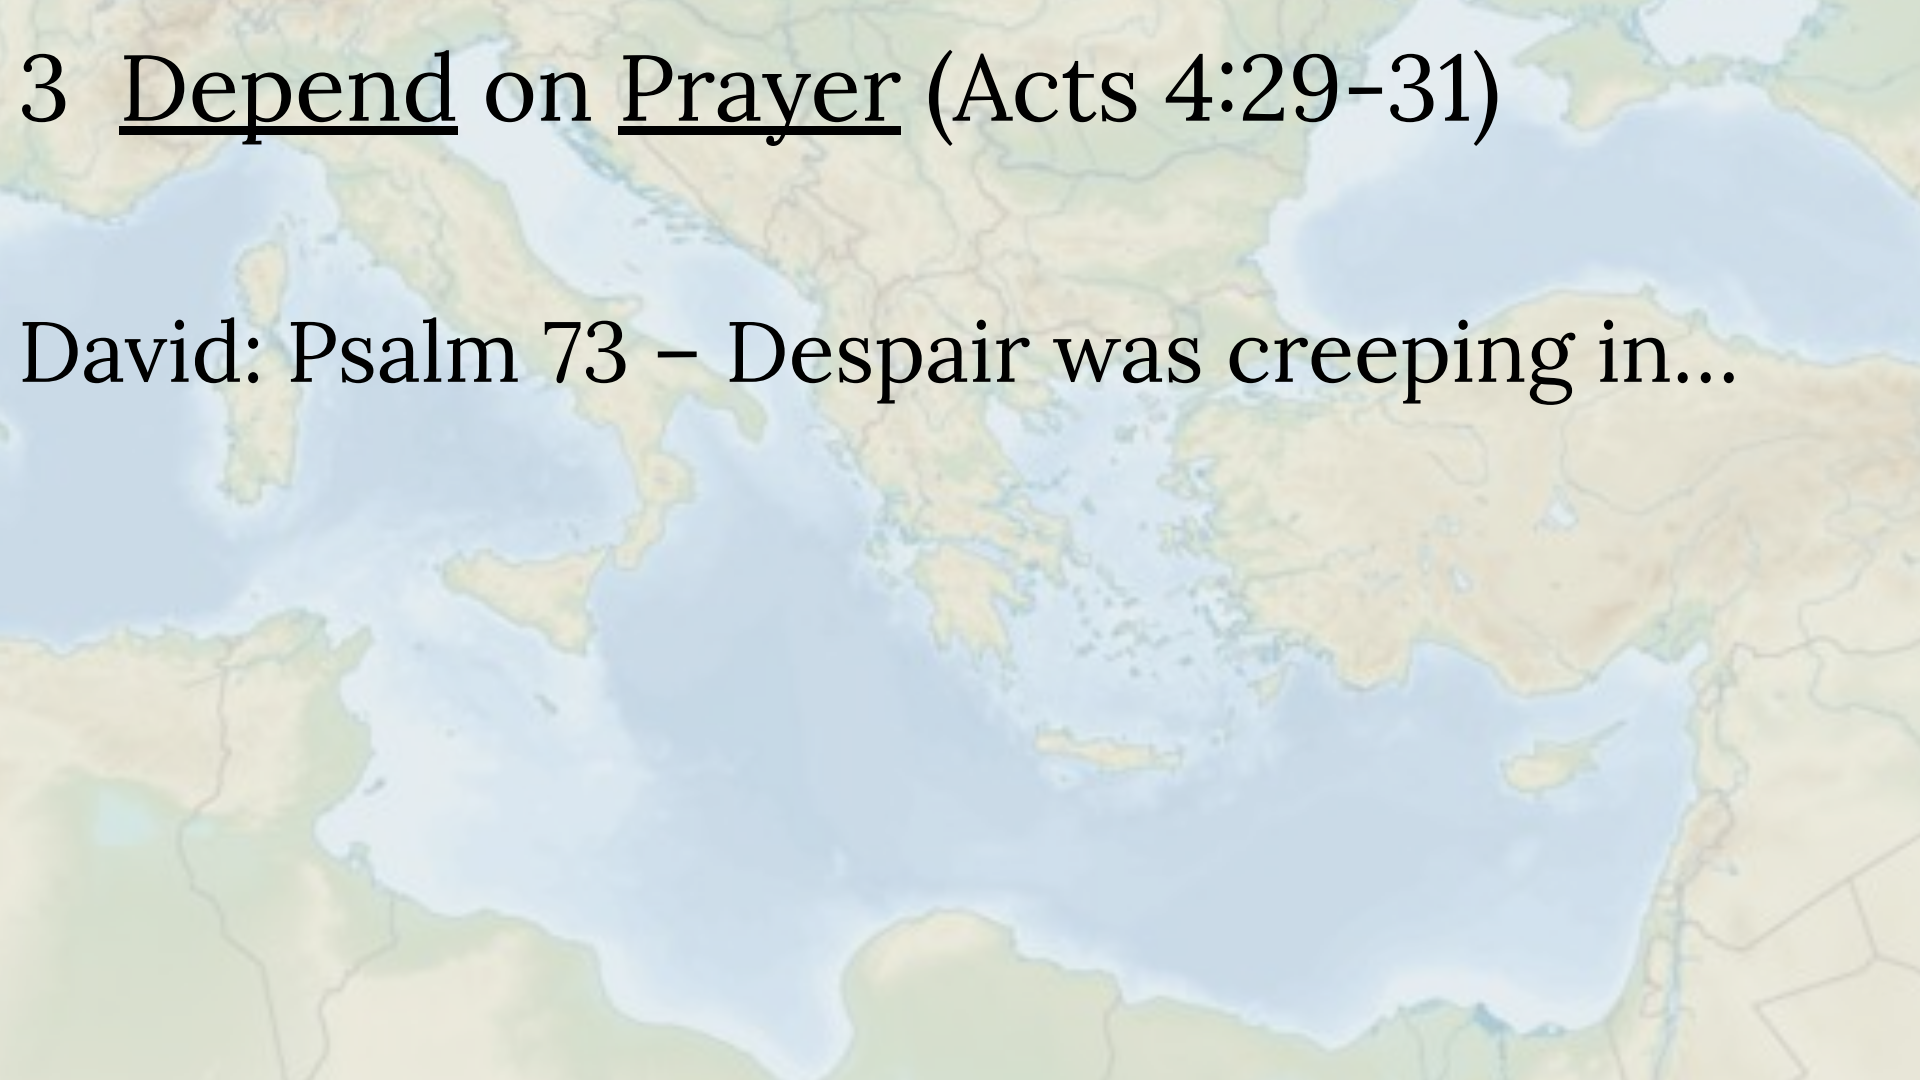 3 Depend on Prayer (Acts 4:29-31)
David: Psalm 73 – Despair was creeping in…